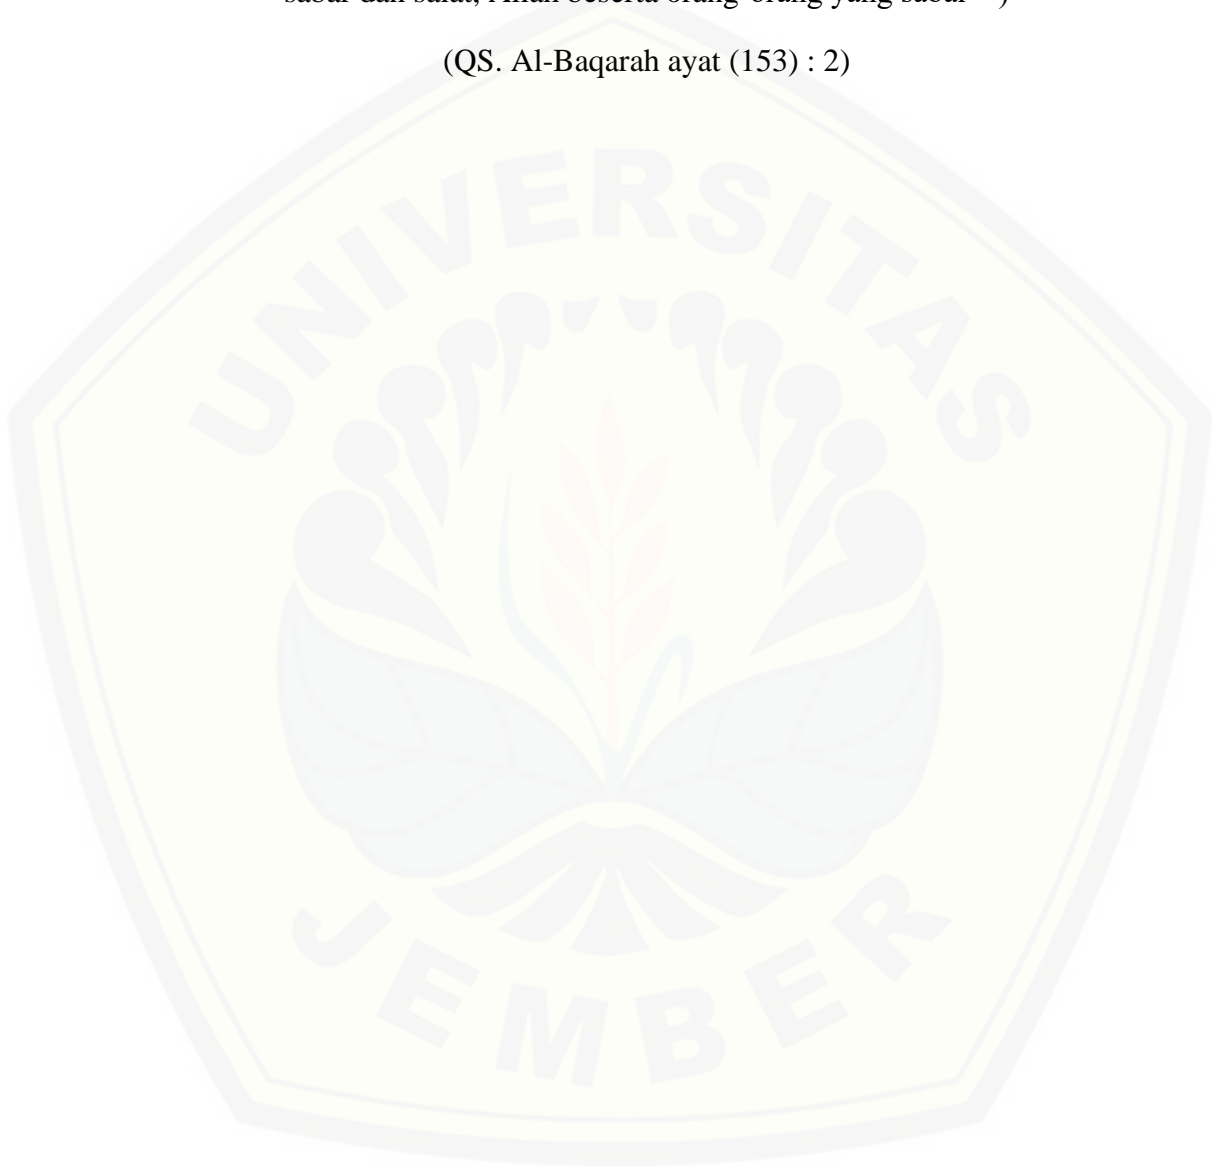 sabar dan salat, Allah beserta orang-orang yang sabar )
(QS. Al-Baqarah ayat (153) : 2)
UNIVERSITAS
JEMBER